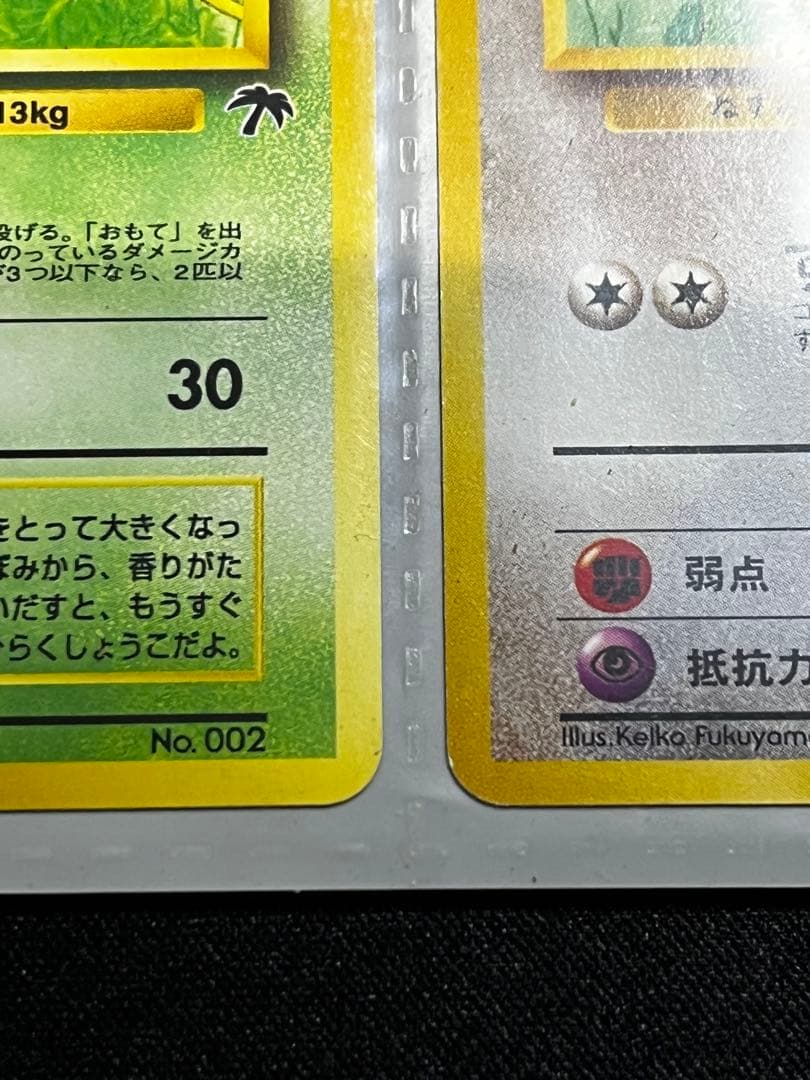 13kg
投げる。「おもて」を出
のっているダメージカ
3つ以下なら、2匹以
30
をとって大きくなっ
ぼみから、香りがた
いだすと、もうすぐ
らくしょうこだよ。
No. 002
ねず
弱点
抵抗力
Illus. Keiko Fukuyama